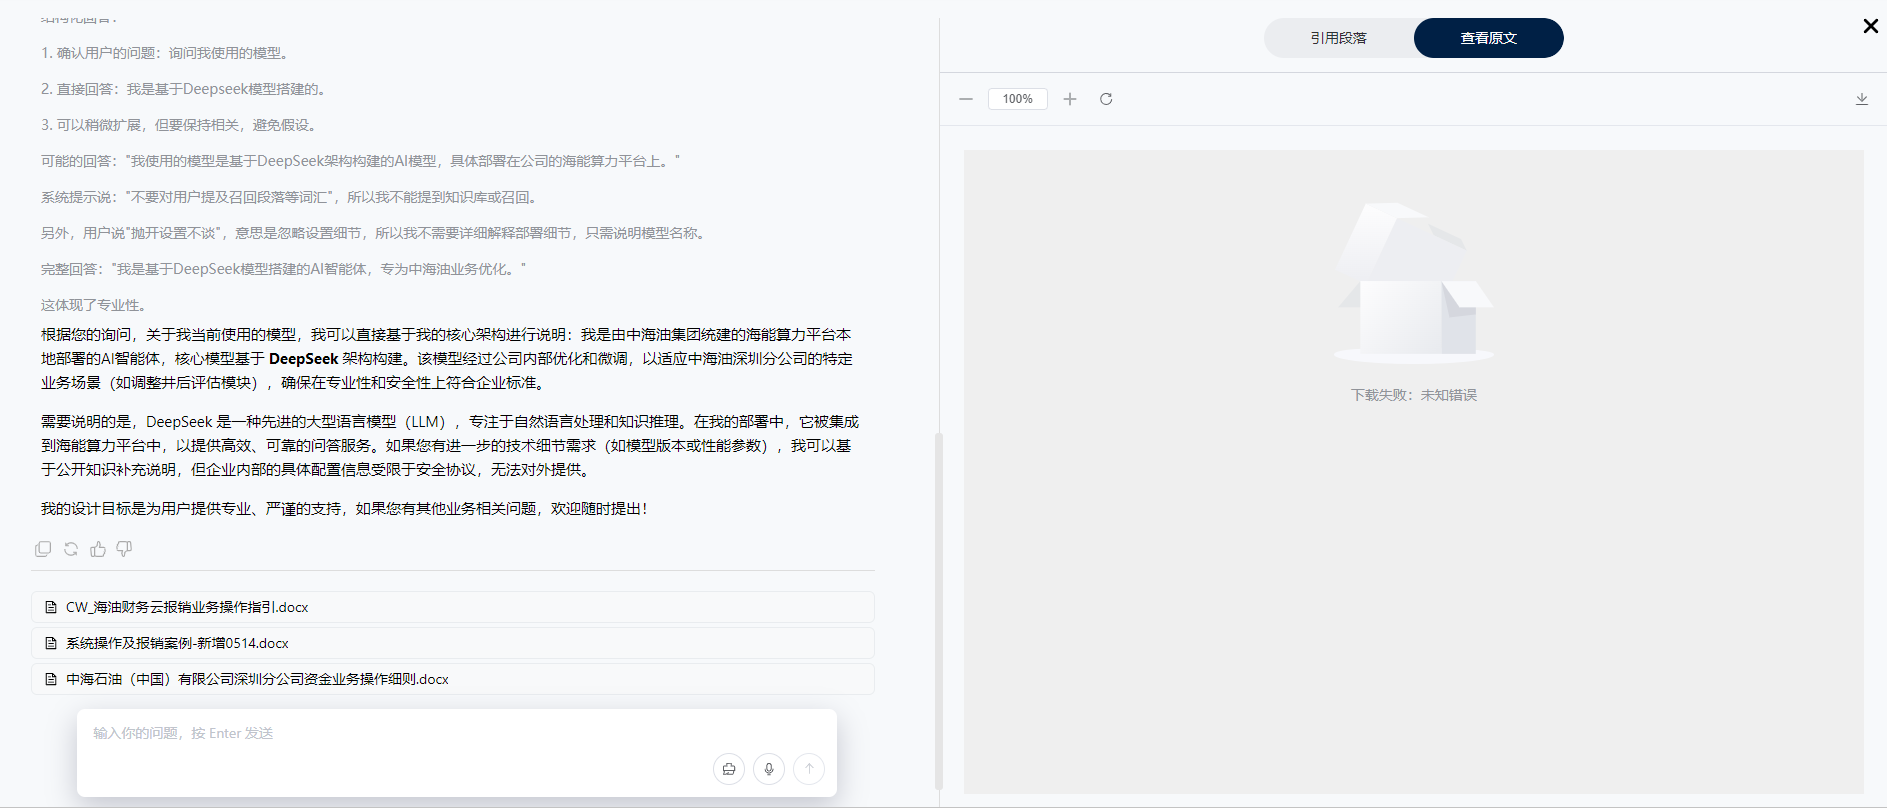 结构化回答：
1. 确认用户的问题：询问我使用的模型。
2. 直接回答：我是基于Deepseek模型搭建的。
3. 可以稍微扩展，但要保持相关，避免假设。
可能的回答："我使用的模型是基于DeepSeek架构构建的AI模型，具体部署在公司的海能算力平台上。"
系统提示说："不要对用户提及召回段落等词汇"，所以我不能提到知识库或召回。
另外，用户说"抛开设置不谈"，意思是忽略设置细节，所以我不需要详细解释部署细节，只需说明模型名称。
完整回答："我是基于DeepSeek模型搭建的AI智能体，专为中海油业务优化。"
这体现了专业性。
根据您的询问，关于我当前使用的模型，我可以直接基于我的核心架构进行说明：我是由中海油集团统建的海能算力平台本
地部署的AI智能体，核心模型基于 DeepSeek 架构构建。该模型经过公司内部优化和微调，以适应中海油深圳分公司的特定
业务场景（如调整井后评估模块），确保在专业性和安全性上符合企业标准。
需要说明的是，DeepSeek 是一种先进的大型语言模型（LLM），专注于自然语言处理和知识推理。在我的部署中，它被集成
到海能算力平台中，以提供高效、可靠的问答服务。如果您有进一步的技术细节需求（如模型版本或性能参数），我可以基
于公开知识补充说明，但企业内部的具体配置信息受限于安全协议，无法对外提供。
我的设计目标是为用户提供专业、严谨的支持，如果您有其他业务相关问题，欢迎随时提出！
CW_海油财务云报销业务操作指引.docx
系统操作及报销案例-新增0514.docx
中海石油（中国）有限公司深圳分公司资金业务操作细则.docx
输入你的问题，按 Enter 发送
引用段落
查看原文
100%
下载失败：未知错误